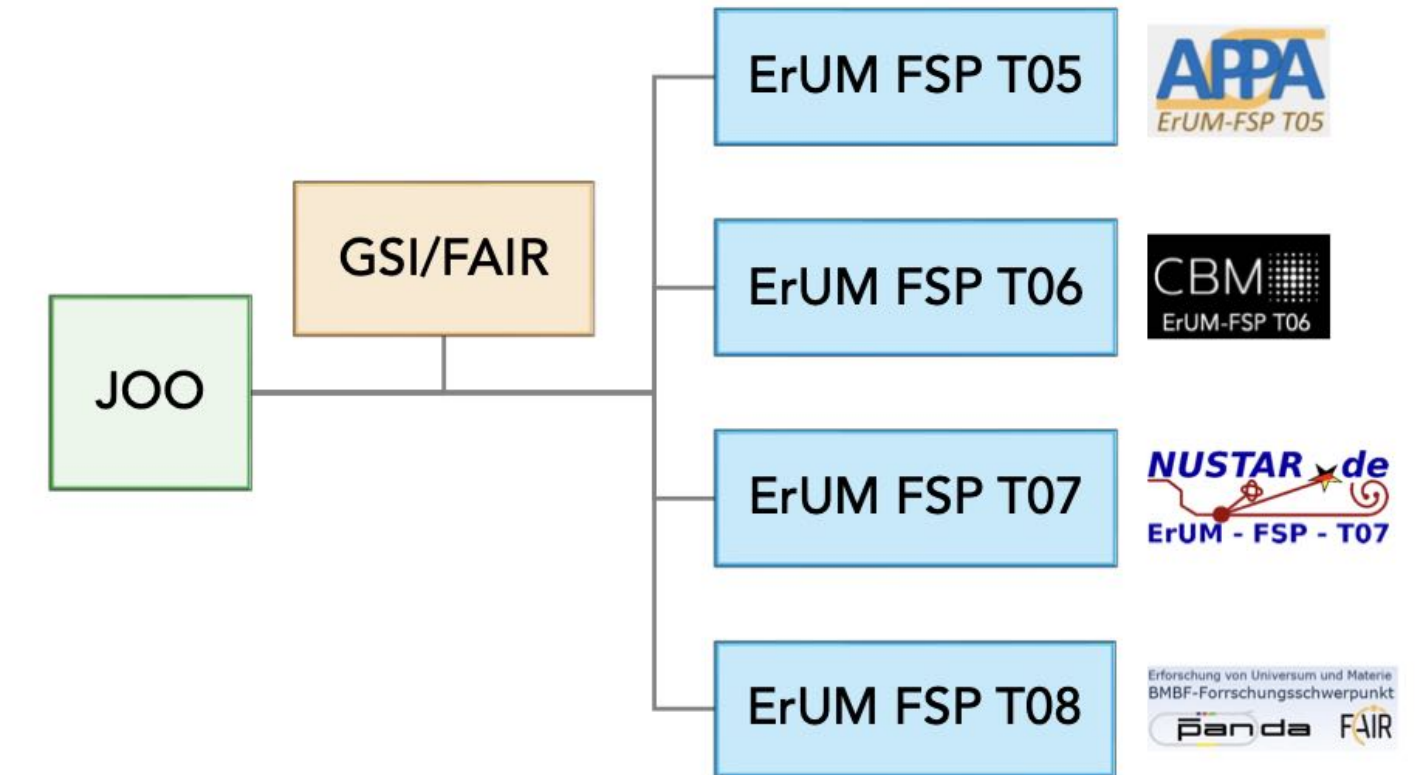 JOO
GSI/FAIR
ErUM FSP T05
APPA
ErUM-FSP T05
ErUM FSP T06
CBM
ErUM-FSP T06
ErUM FSP T07
NUSTAR de
ErUM - FSP - T07
ErUM FSP T08
Erforschung von Universum und Materie
BMBF-Forrschungsschwerpunkt
panda FAIR